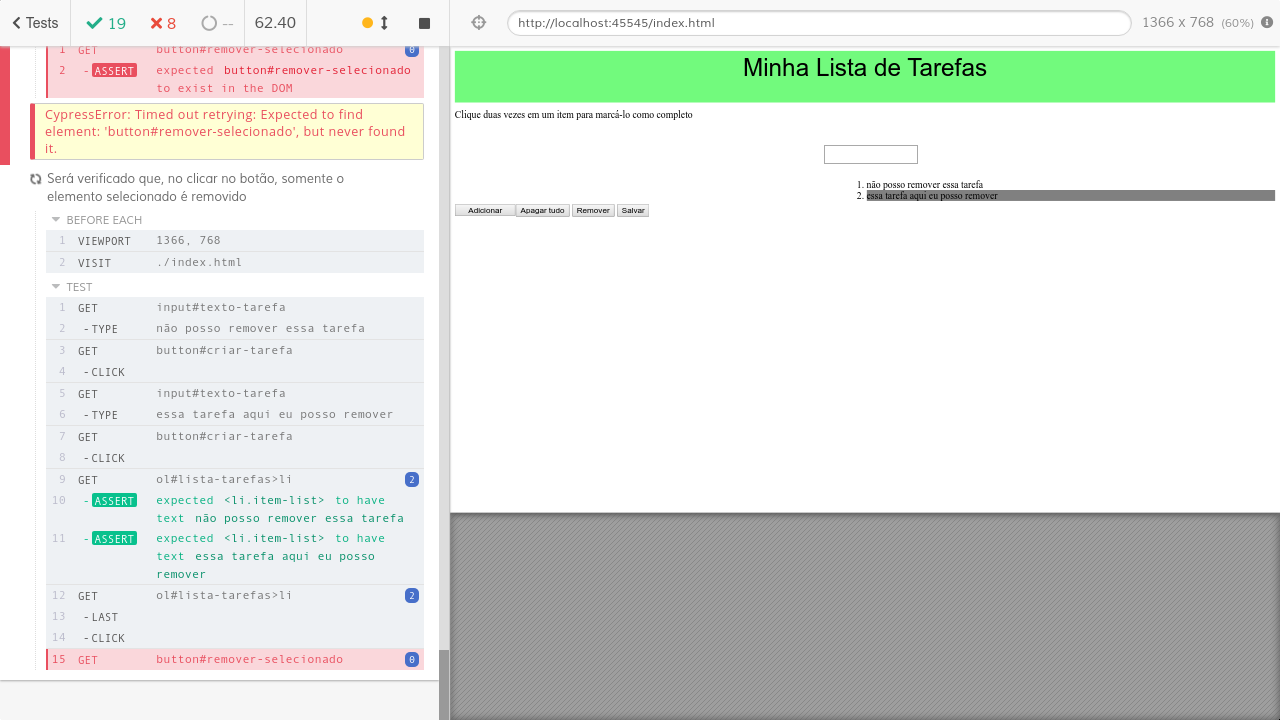 Tests
19
8
--
62.40
http://localhost:45545/index.html
1366 x 768 (60%)
1 GET button#remover-selecionado 0
2 -ASSERT expected button#remover-selecionado
to exist in the DOM
CypressError: Timed out retrying: Expected to find
element: 'button#remover-selecionado', but never found
it.
Será verificado que, no clicar no botão, somente o
elemento selecionado é removido
BEFORE EACH
1 VIEWPORT 1366, 768
2 VISIT ./index.html
TEST
1 GET input#texto-tarefa
2 -TYPE não posso remover essa tarefa
3 GET button#criar-tarefa
4 -CLICK
5 GET input#texto-tarefa
6 -TYPE essa tarefa aqui eu posso remover
7 GET button#criar-tarefa
8 -CLICK
9 GET ol#lista-tarefas>li 2
10 -ASSERT expected <li.item-list> to have
text não posso remover essa tarefa
11 -ASSERT expected <li.item-list> to have
text essa tarefa aqui eu posso
remover
12 GET ol#lista-tarefas>li 2
13 -LAST
14 -CLICK
15 GET button#remover-selecionado 0
Minha Lista de Tarefas
Clique duas vezes em um item para marcá-lo como completo
1. não posso remover essa tarefa
2. essa tarefa aqui eu posso remover
Adicionar Apagar tudo Remover Salvar